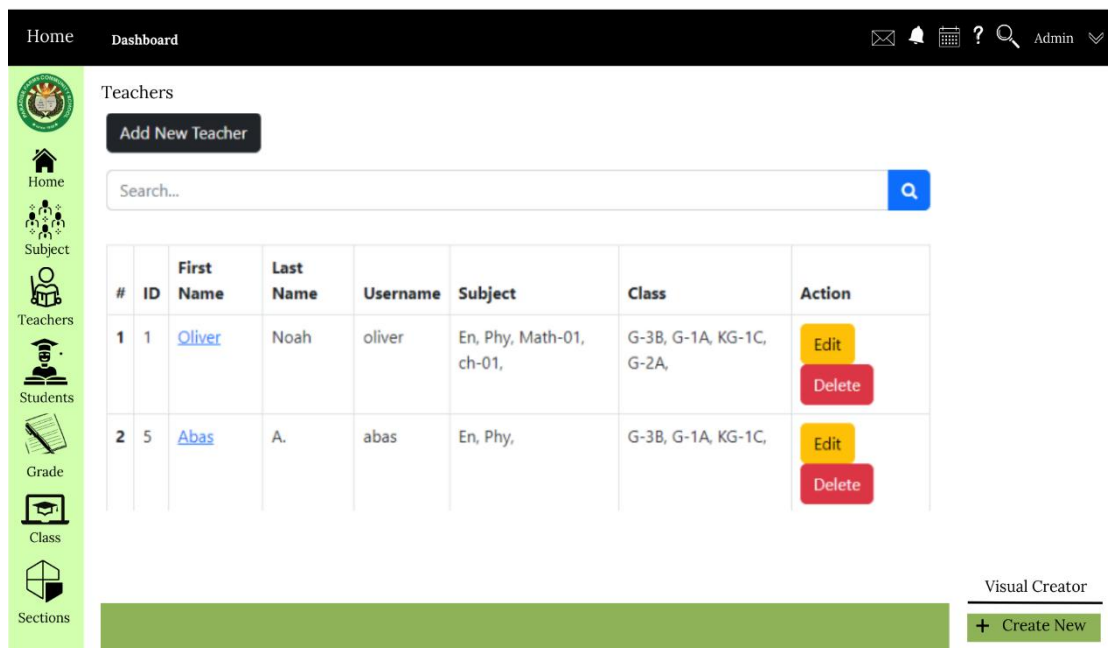 Home Dashboard ? Admin
Teachers
Add New Teacher
Search...
Home
Subject
Teachers
Students
Grade
Class
Sections
# ID First Name Last Name Username Subject Class Action
1 1 Oliver Noah oliver En, Phy, Math-01, G-3B, G-1A, KG-1C, Edit
ch-01, G-2A, Delete
2 5 Abas A. abas En, Phy, G-3B, G-1A, KG-1C, Edit
Delete
Visual Creator
+ Create New